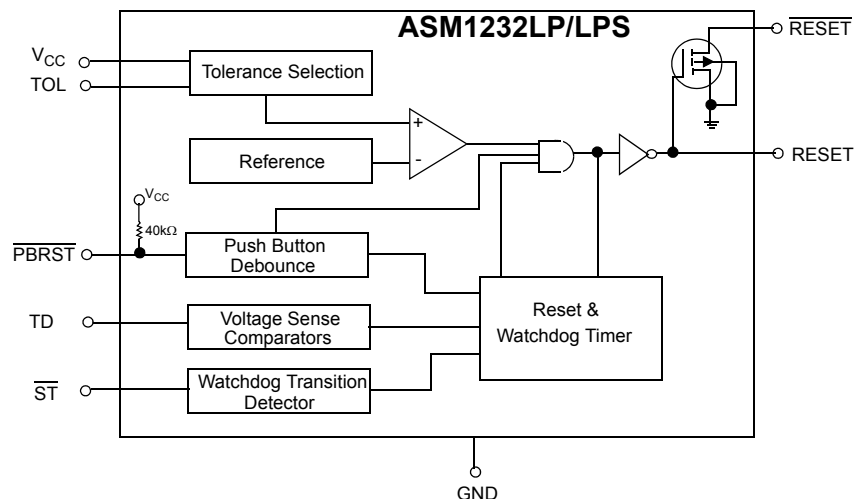 ASM1232LP/LPS
RESET
VCC
TOL
Tolerance Selection
+
-
Reference
RESET
VCC
40kΩ
PBRST
Push Button
Debounce
Reset &
Watchdog Timer
TD
Voltage Sense
Comparators
ST
Watchdog Transition
Detector
GND